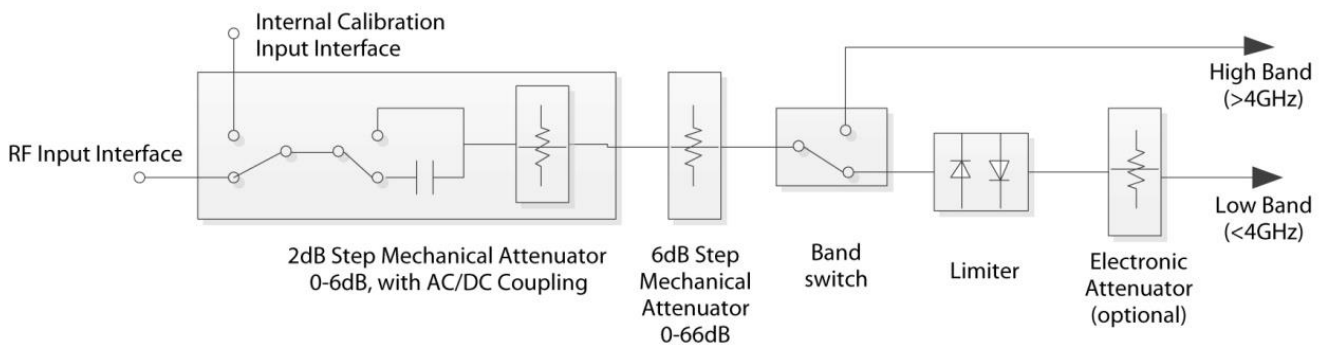 Internal Calibration
Input Interface
RF Input Interface
High Band
(>4GHz)
Low Band
(<4GHz)
2dB Step Mechanical Attenuator
0-6dB, with AC/DC Coupling
6dB Step
Mechanical
Attenuator
0-66dB
Band
switch
Limiter
Electronic
Attenuator
(optional)